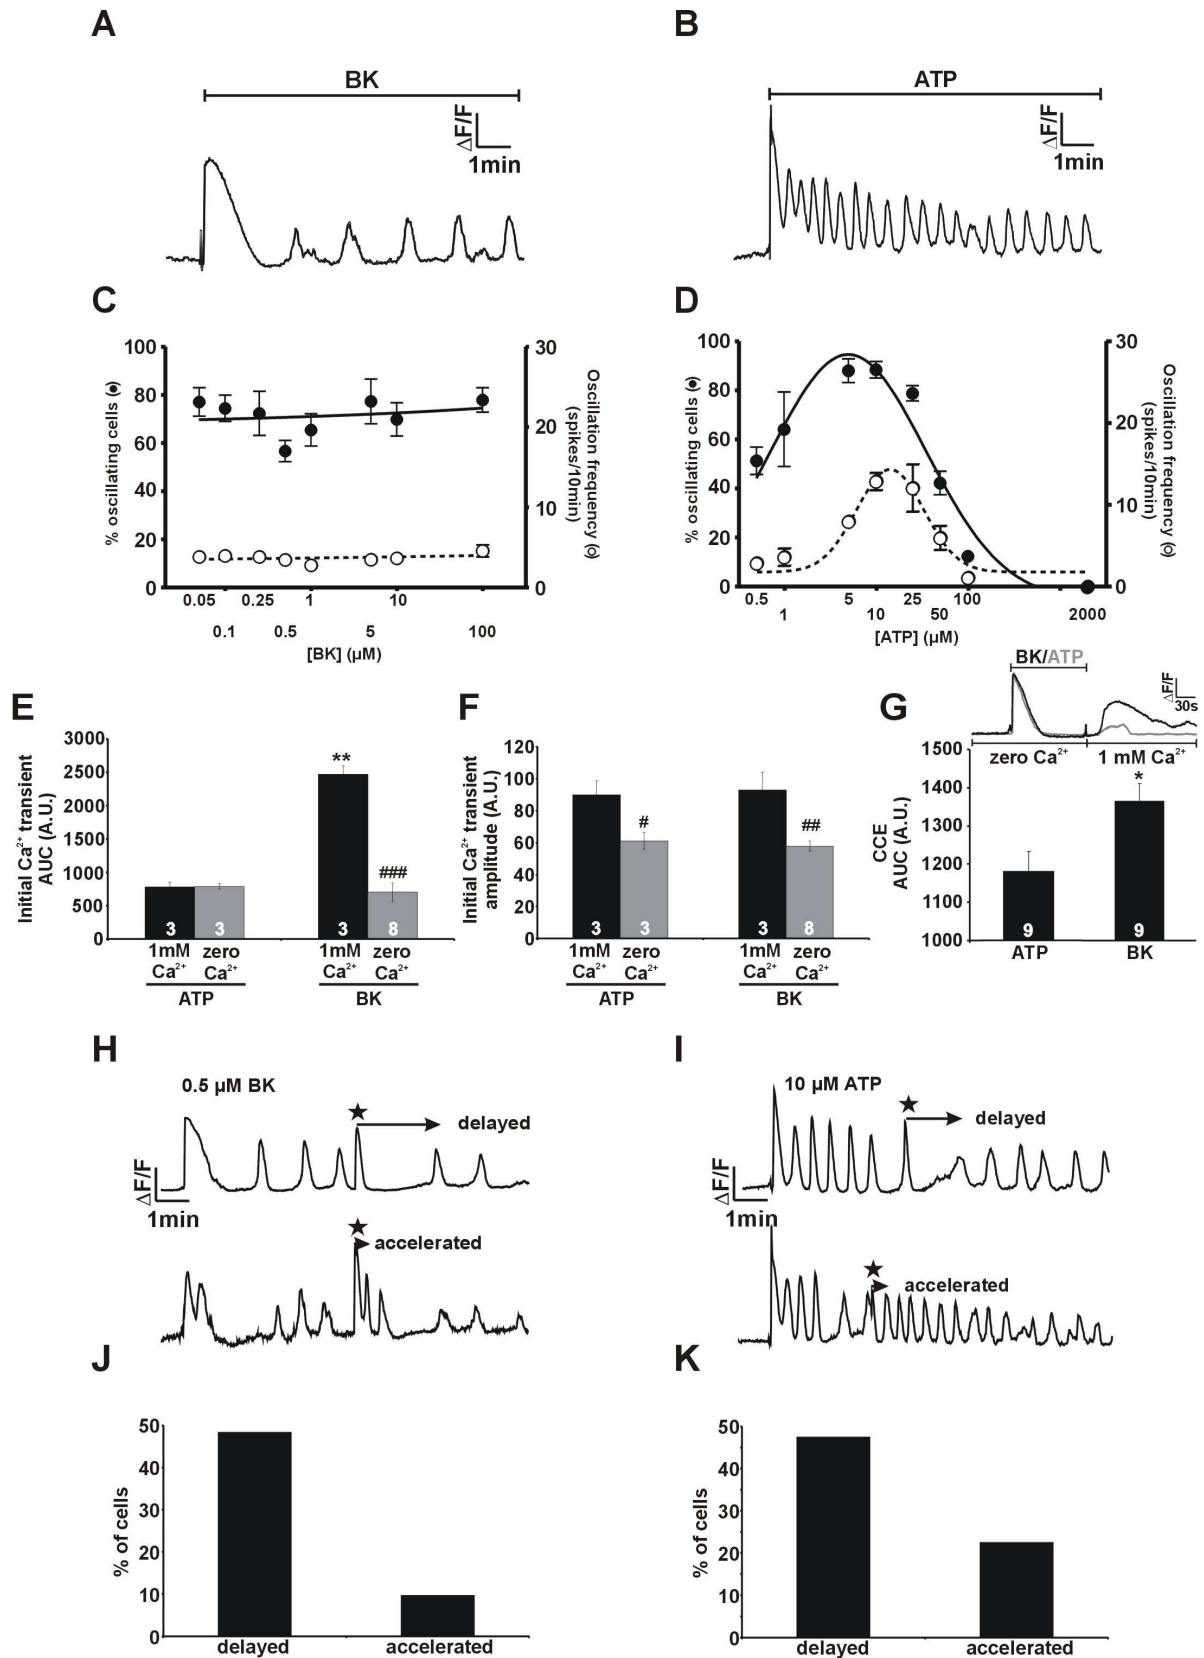 A
B
BK
ATP
ΔF/F
1min
ΔF/F
1min
C
D
100
80
60
40
20
0
% oscillating cells (●)
30
20
10
0
Oscillation frequency (o)
(spikes/10min)
0.05
0.25
1
10
0.1
0.5
5
100
[BK] (µM)
100
80
60
40
20
0
% oscillating cells (●)
30
20
10
0
Oscillation frequency (o)
(spikes/10min)
0.5
5
25
100
1
10
50
2000
[ATP] (µM)
E
F
G
3000
2500
2000
1500
1000
500
0
Initial Ca²⁺ transient
AUC (A.U.)
**
###
3
3
3
8
1mM zero
Ca²⁺ Ca²⁺
ATP
1mM zero
Ca²⁺ Ca²⁺
BK
120
100
80
60
40
20
0
Initial Ca²⁺ transient
amplitude (A.U.)
#
##
3
3
3
8
1mM zero
Ca²⁺ Ca²⁺
ATP
1mM zero
Ca²⁺ Ca²⁺
BK
BK/ATP
ΔF/F
30s
zero Ca²⁺
1 mM Ca²⁺
1500
1400
1300
1200
1100
1000
CCE
AUC (A.U.)
*
9
9
ATP
BK
H
I
0.5 µM BK
★
delayed
ΔF/F
1min
★
accelerated
10 µM ATP
★
delayed
ΔF/F
1min
★
accelerated
J
K
50
40
30
20
10
0
% of cells
delayed
accelerated
50
40
30
20
10
0
% of cells
delayed
accelerated